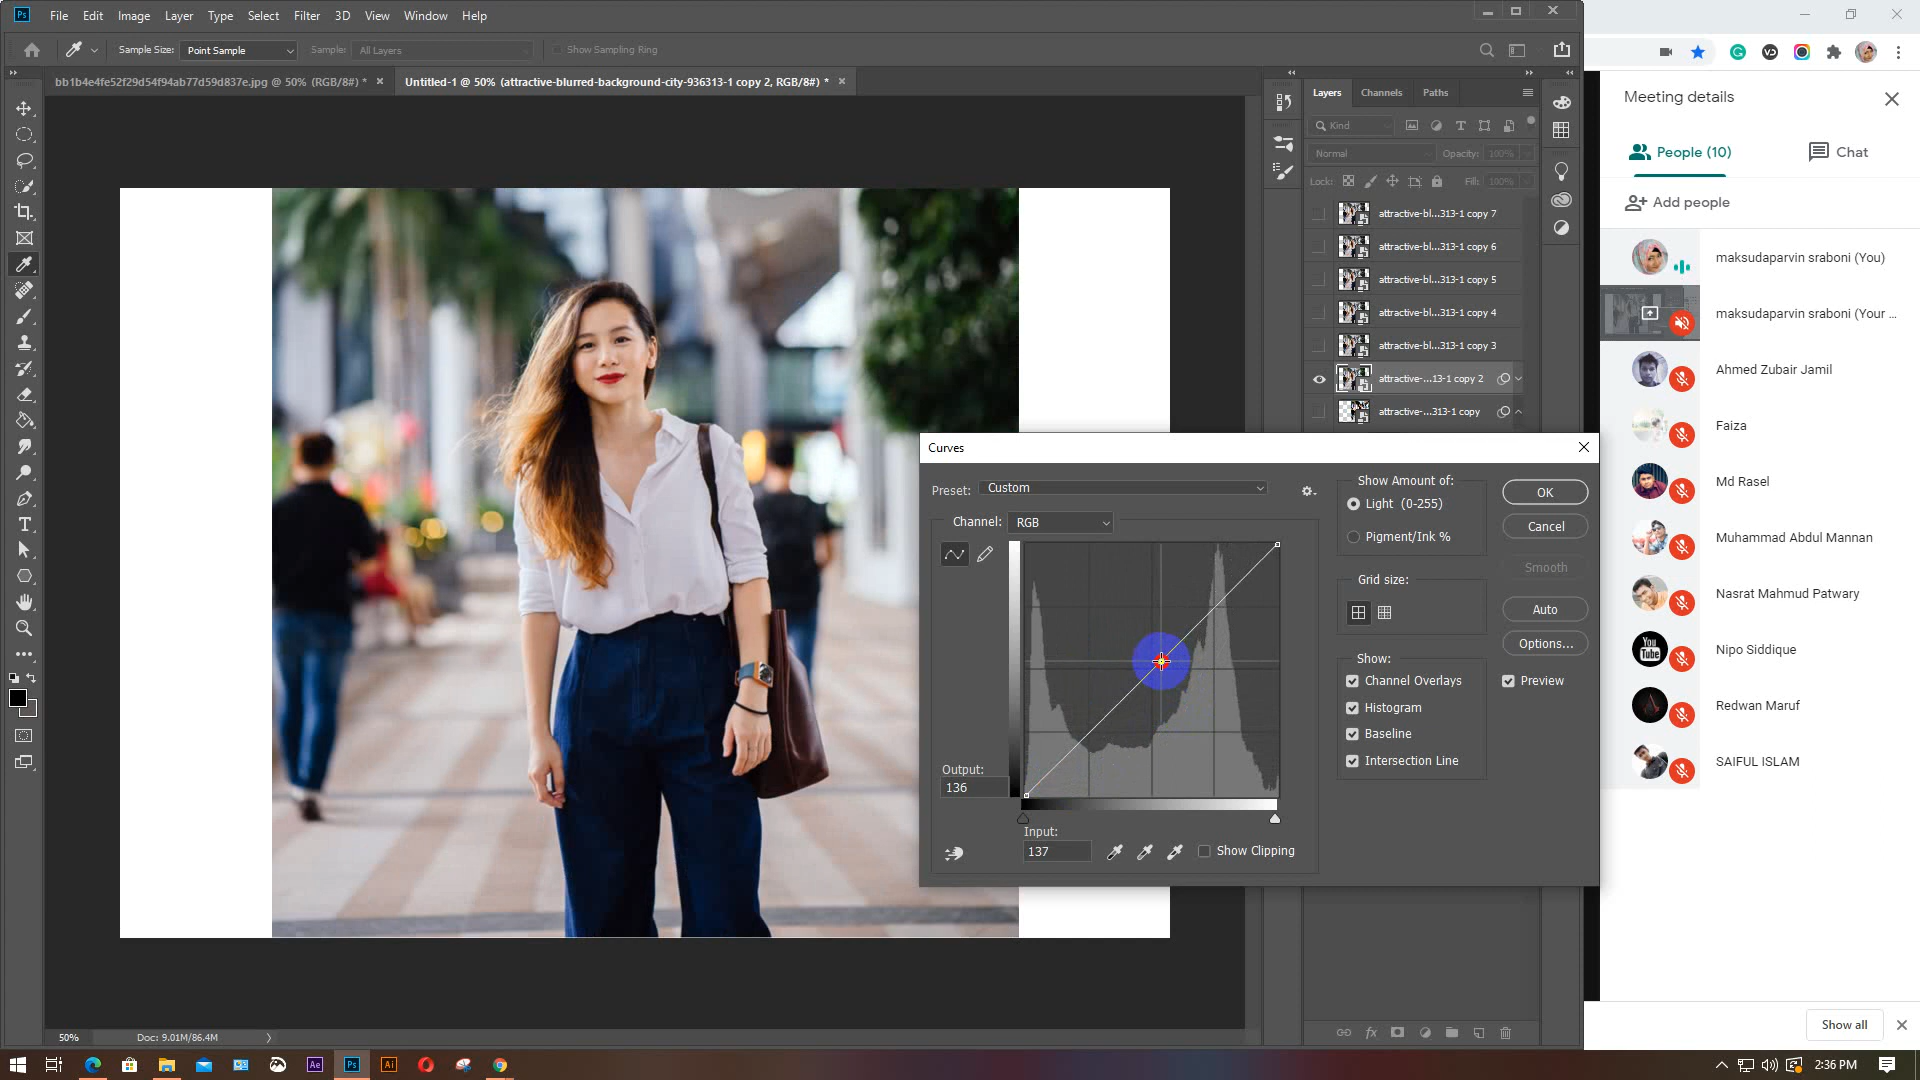 Ps File Edit Image Layer Type Select Filter 3D View Window Help
Sample Size: Point Sample Sample: All Layers Show Sampling Ring
bb1b4e4fe52f29d54f94ab77d59d837e.jpg @ 50% (RGB/8#) *
Untitled-1 @ 50% (attractive-blurred-background-city-936313-1 copy 2, RGB/8#) *
Layers Channels Paths
Kind
Normal Opacity: 100%
Lock: Fill: 100%
attractive-bl...313-1 copy 7
attractive-bl...313-1 copy 6
attractive-bl...313-1 copy 5
attractive-bl...313-1 copy 4
attractive-bl...313-1 copy 3
attractive-...13-1 copy 2
attractive-...313-1 copy
Curves
Preset: Custom
Channel: RGB
Output:
136
Input:
137
Show Clipping
Show Amount of:
Light (0-255)
Pigment/Ink %
Grid size:
Show:
Channel Overlays
Histogram
Baseline
Intersection Line
OK
Cancel
Smooth
Auto
Options...
Preview
Meeting details
People (10) Chat
Add people
maksudaparvin sraboni (You)
maksudaparvin sraboni (Your ...
Ahmed Zubair Jamil
Faiza
Md Rasel
Muhammad Abdul Mannan
Nasrat Mahmud Patwary
You Tube
Nipo Siddique
Redwan Maruf
SAIFUL ISLAM
Show all
50% Doc: 9.01M/86.4M
Ae Ps Ai
2:36 PM